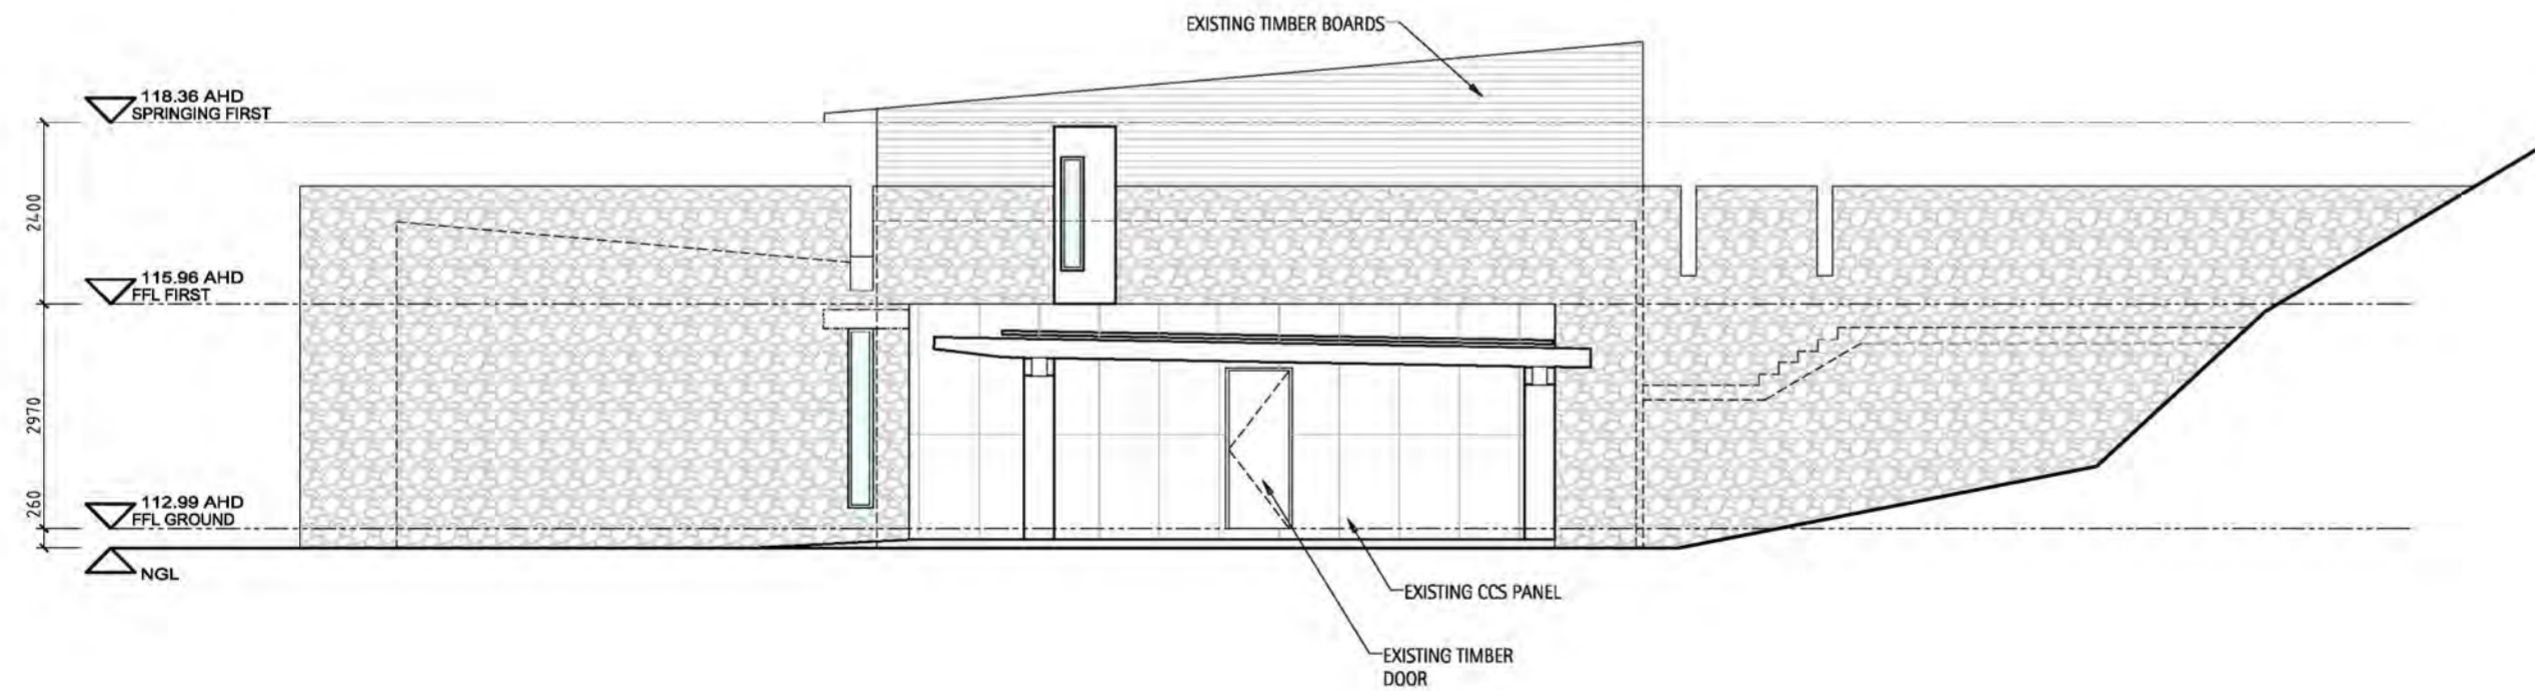 EXISTING TIMBER BOARDS
118.36 AHD
SPRINGING FIRST
2400
115.96 AHD
FFL FIRST
2970
112.99 AHD
FFL GROUND
260
NGL
EXISTING CCS PANEL
EXISTING TIMBER
DOOR